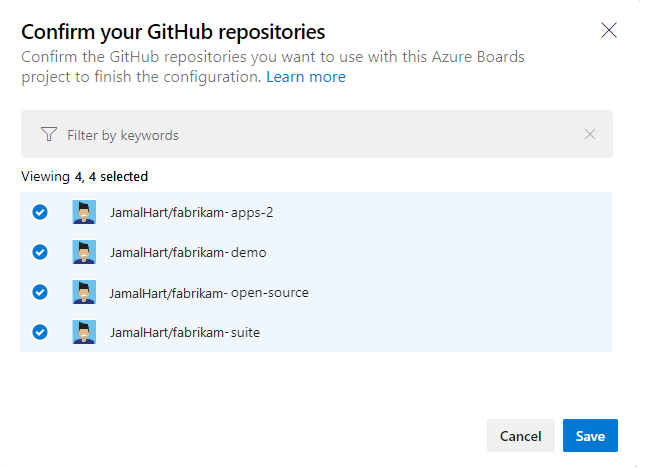 Confirm your GitHub repositories
Confirm the GitHub repositories you want to use with this Azure Boards
project to finish the configuration. Learn more
Filter by keywords
Viewing 4, 4 selected
JamalHart/fabrikam-apps-2
JamalHart/fabrikam-demo
JamalHart/fabrikam-open-source
JamalHart/fabrikam-suite
Cancel Save